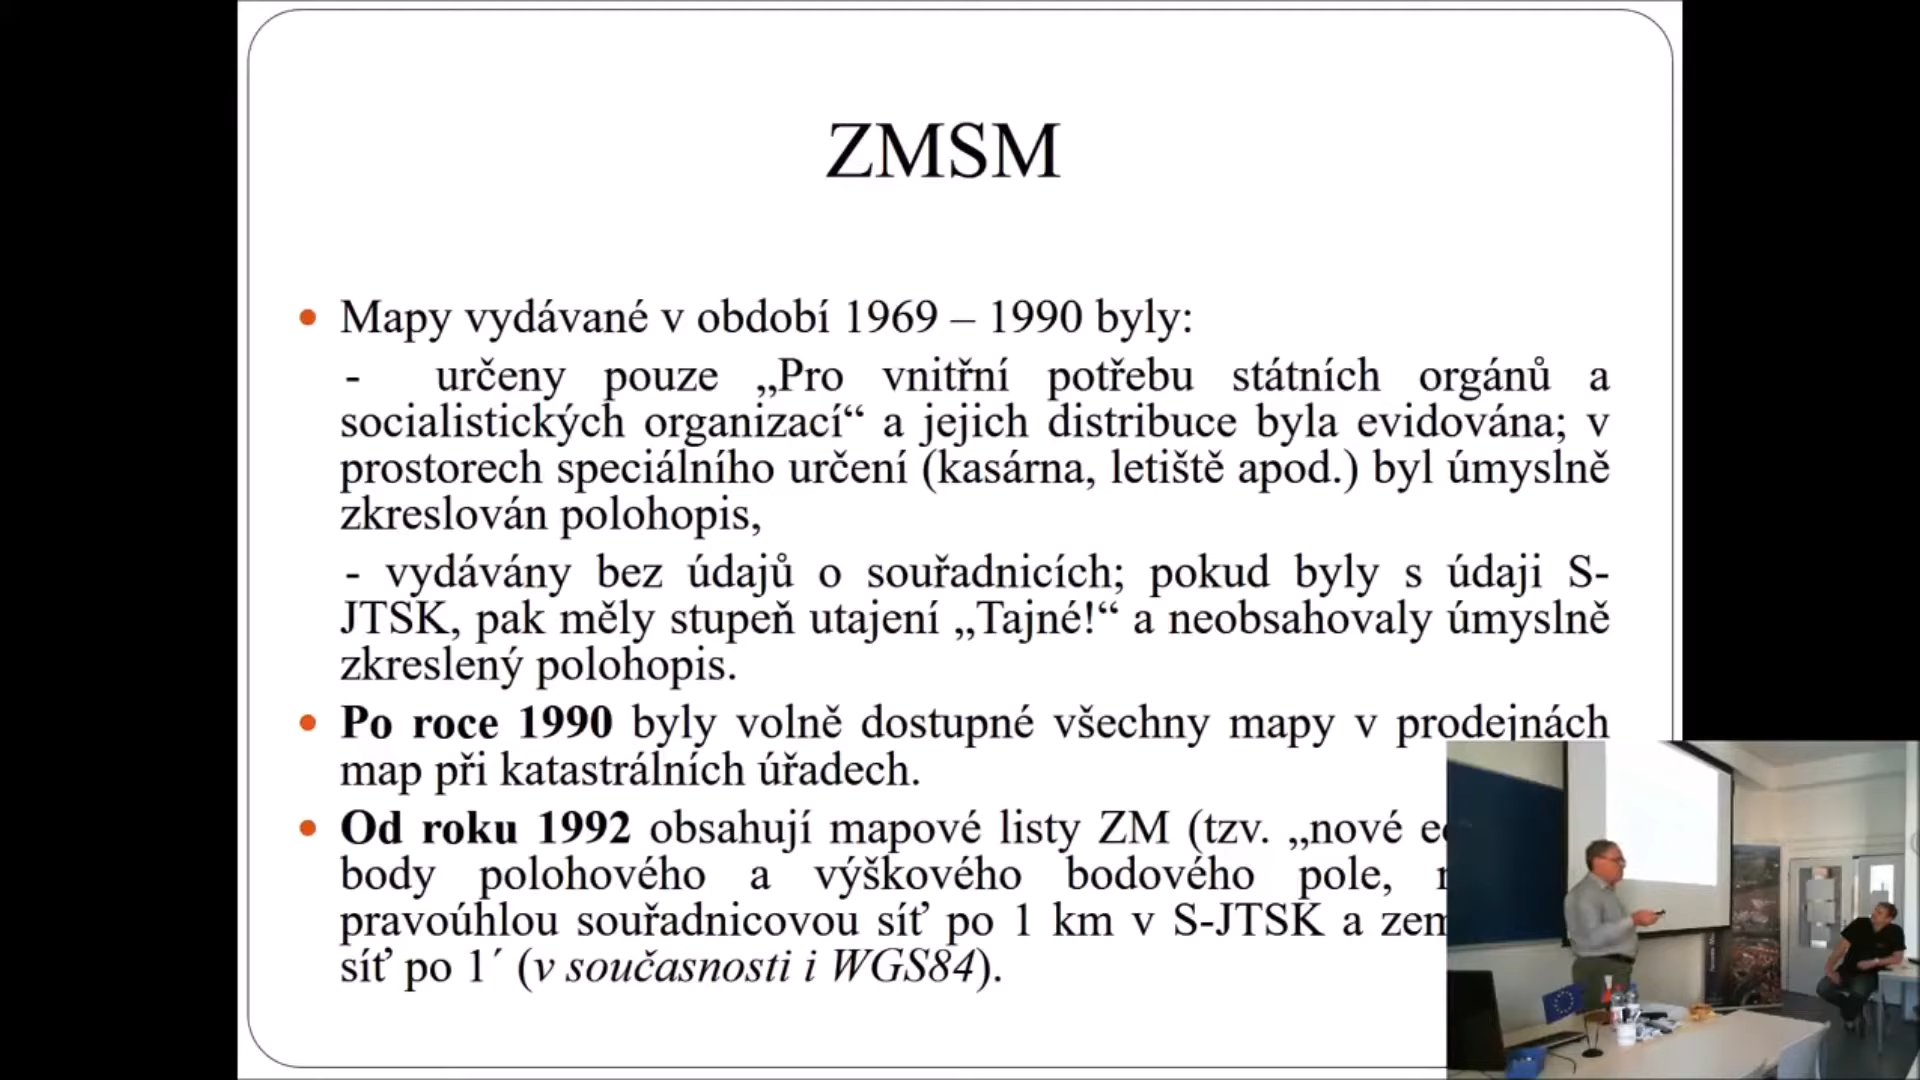 ZMSM
• Mapy vydávané v období 1969 – 1990 byly:
- určeny pouze „Pro vnitřní potřebu státních orgánů a
socialistických organizací“ a jejich distribuce byla evidována; v
prostorech speciálního určení (kasárna, letiště apod.) byl úmyslně
zkreslován polohopis,
- vydávány bez údajů o souřadnicích; pokud byly s údaji S-
JTSK, pak měly stupeň utajení „Tajné!“ a neobsahovaly úmyslně
zkreslený polohopis.
• Po roce 1990 byly volně dostupné všechny mapy v prodejnách
map při katastrálních úřadech.
• Od roku 1992 obsahují mapové listy ZM (tzv. „nové
body polohového a výškového bodového pole,
pravoúhlou souřadnicovou síť po 1 km v S-JTSK a
síť po 1´ (v současnosti i WGS84).